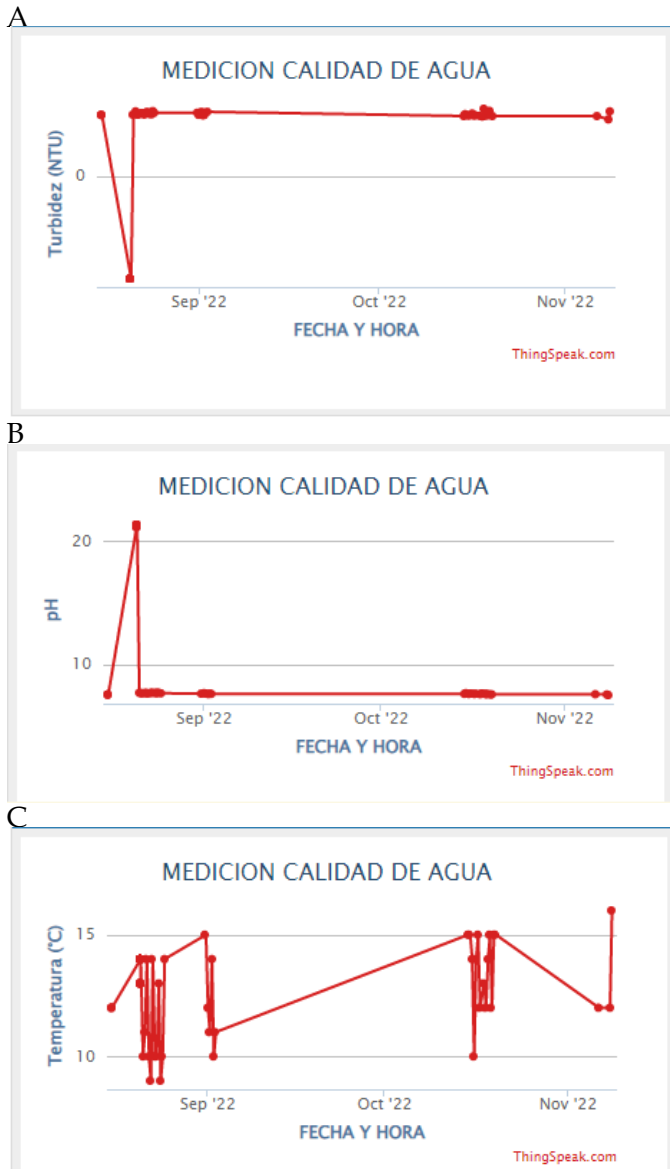 A
MEDICION CALIDAD DE AGUA
Turbidez (NTU)
0
Sep '22 Oct '22 Nov '22
FECHA Y HORA
ThingSpeak.com
B
MEDICION CALIDAD DE AGUA
pH
20
10
Sep '22 Oct '22 Nov '22
FECHA Y HORA
ThingSpeak.com
C
MEDICION CALIDAD DE AGUA
Temperatura (°C)
15
10
Sep '22 Oct '22 Nov '22
FECHA Y HORA
ThingSpeak.com